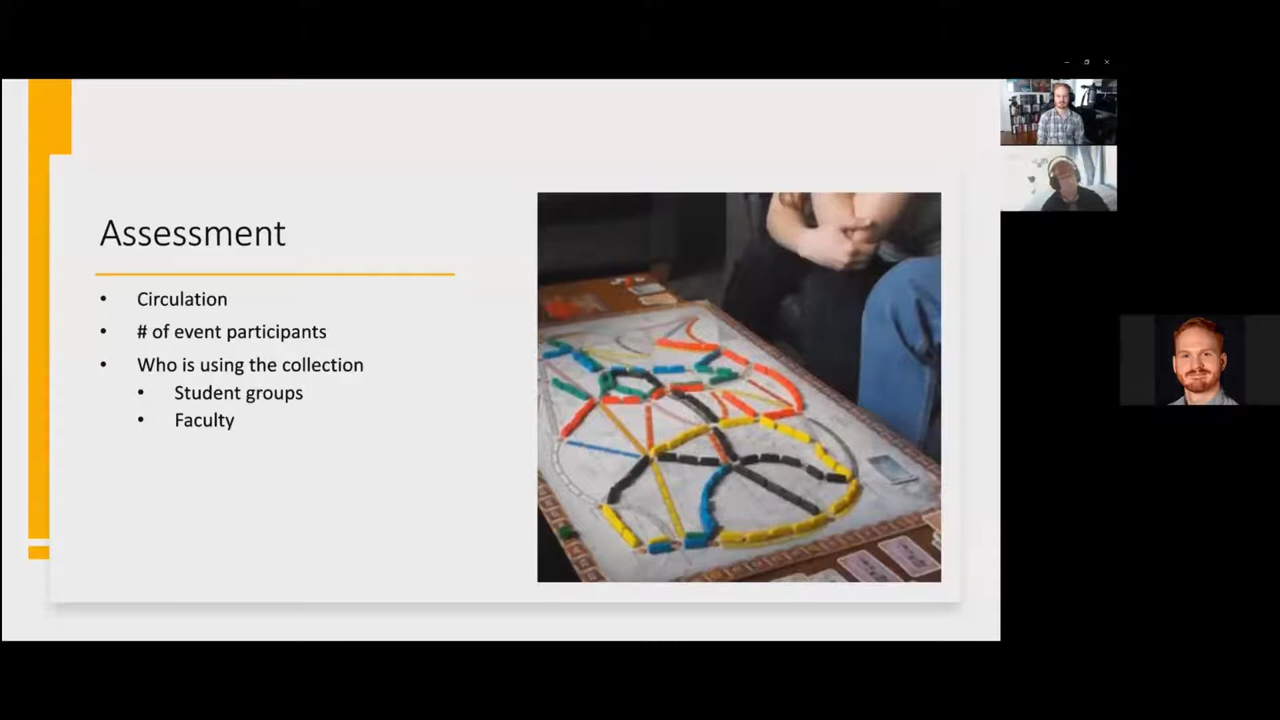 Assessment
• Circulation
• # of event participants
• Who is using the collection
• Student groups
• Faculty